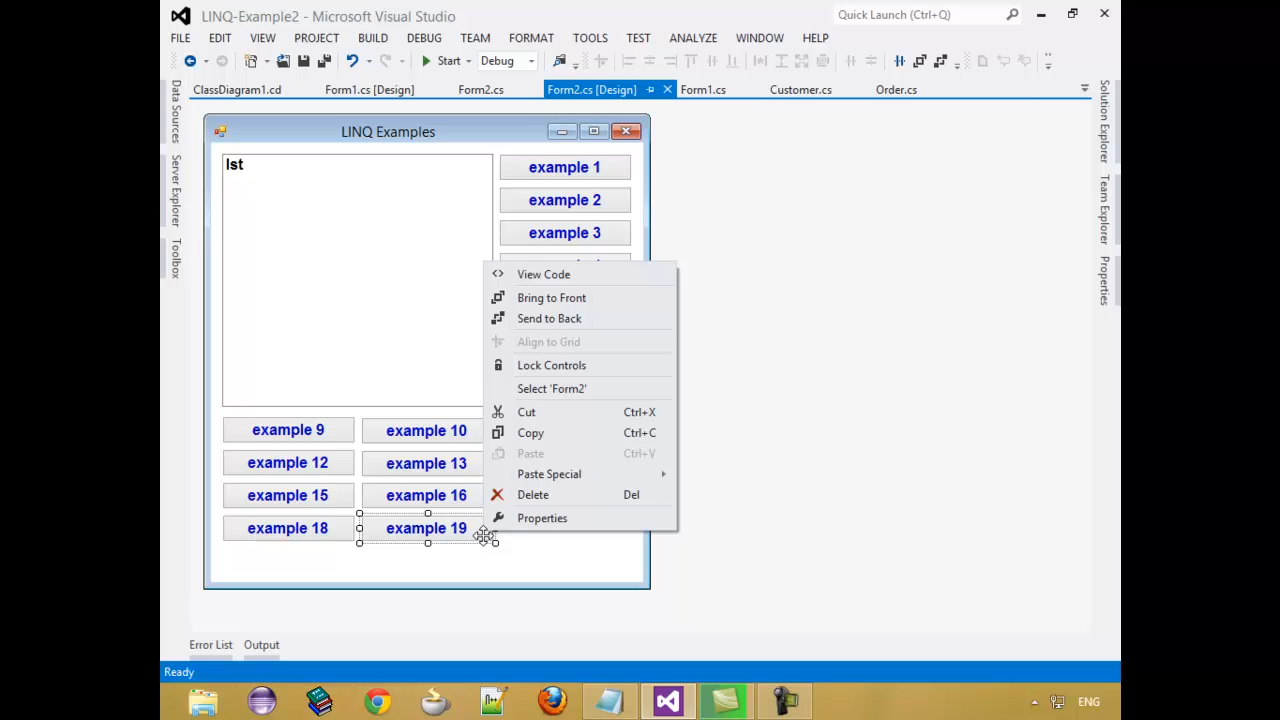 LINQ-Example2 - Microsoft Visual Studio
Quick Launch (Ctrl+Q)
FILE EDIT VIEW PROJECT BUILD DEBUG TEAM FORMAT TOOLS TEST ANALYZE WINDOW HELP
Start Debug
ClassDiagram1.cd Form1.cs [Design] Form2.cs Form2.cs [Design] Form1.cs Customer.cs Order.cs
Data Sources
Server Explorer
Toolbox
LINQ Examples
lst
example 1
example 2
example 3
View Code
Bring to Front
Send to Back
Align to Grid
Lock Controls
Select 'Form2'
Cut Ctrl+X
Copy Ctrl+C
Paste Ctrl+V
Paste Special
Delete Del
Properties
example 9 example 10
example 12 example 13
example 15 example 16
example 18 example 19
Solution Explorer
Team Explorer
Properties
Error List Output
Ready
ENG